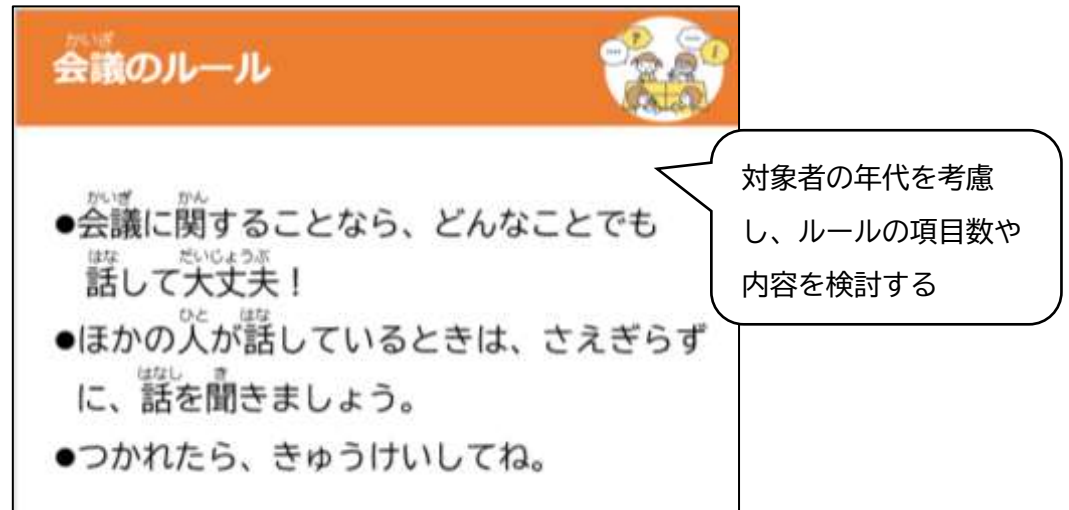 かいぎ
会議のルール
かいぎ かん
●会議に関することなら、どんなことでも
はな だいじょうぶ
話して大丈夫！
ひと はな
●ほかの人が話しているときは、さえぎらず
はなし き
に、話を聞きましょう。
●つかれたら、きゅうけいしてね。
対象者の年代を考慮
し、ルールの項目数や
内容を検討する